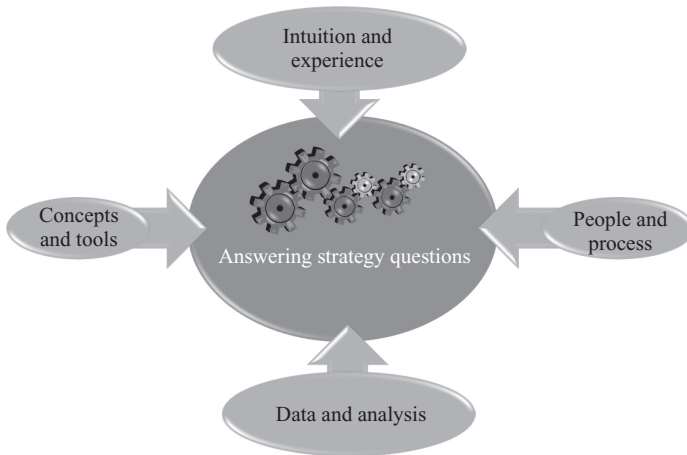 Intuition and
experience
Concepts
and tools
Answering strategy questions
People and
process
Data and analysis